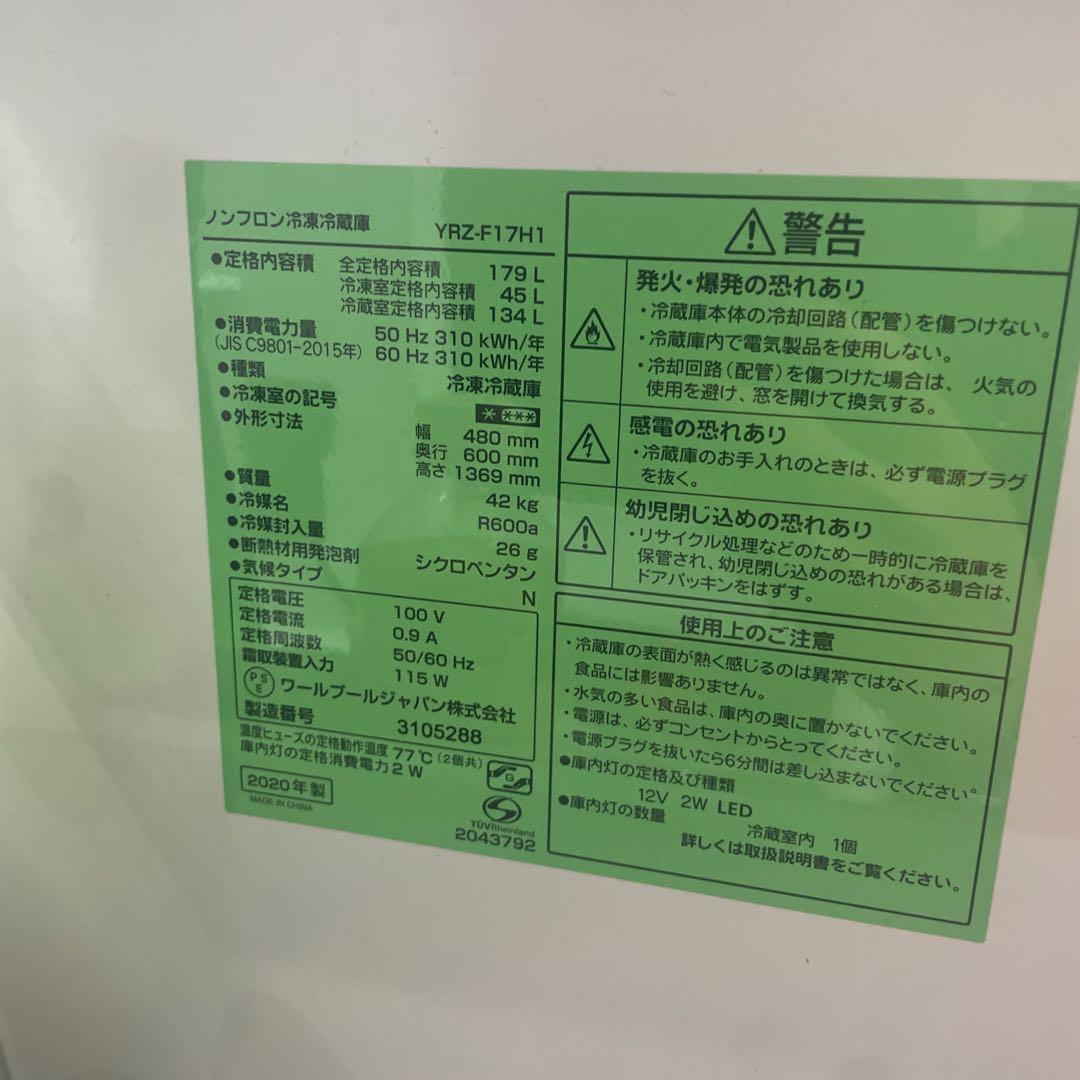 ノンフロン冷凍冷蔵庫 YRZ-F17H1
●定格内容積 全定格内容積 179 L
冷凍室定格内容積 45 L
冷蔵室定格内容積 134 L
●消費電力量 50 Hz 310 kWh/年
(JIS C9801-2015年) 60 Hz 310 kWh/年
●種類 冷凍冷蔵庫
●冷凍室の記号
●外形寸法
幅 480 mm
奥行 600 mm
高さ 1369 mm
●質量 42 kg
●冷媒名 R600a
●冷媒封入量 26 g
●断熱材用発泡剤 シクロペンタン
●気候タイプ N
定格電圧 100 V
定格電流 0.9 A
定格周波数 50/60 Hz
霜取装置入力 115 W
PSE ワールプールジャパン株式会社
製造番号 3105288
温度ヒューズの定格動作温度 77℃(2個共)
庫内灯の定格消費電力 2 W
2020年製
MADE IN CHINA
G
TÜVRheinland
2043792
警告
発火・爆発の恐れあり
・冷蔵庫本体の冷却回路(配管)を傷つけない。
・冷蔵庫内で電気製品を使用しない。
・冷却回路(配管)を傷つけた場合は、火気の
使用を避け、窓を開けて換気する。
感電の恐れあり
・冷蔵庫のお手入れのときは、必ず電源プラグ
を抜く。
幼児閉じ込めの恐れあり
・リサイクル処理などのため一時的に冷蔵庫を
保管され、幼児閉じ込めの恐れがある場合は、
ドアパッキンをはずす。
使用上のご注意
・冷蔵庫の表面が熱く感じるのは異常ではなく、庫内の
食品には影響ありません。
・水気の多い食品は、庫内の奥に置かないでください。
・電源は、必ずコンセントからとってください。
・電源プラグを抜いたら6分間は差し込まないでください。
●庫内灯の定格及び種類
12V 2W LED
●庫内灯の数量 冷蔵室内 1個
詳しくは取扱説明書をご覧ください。